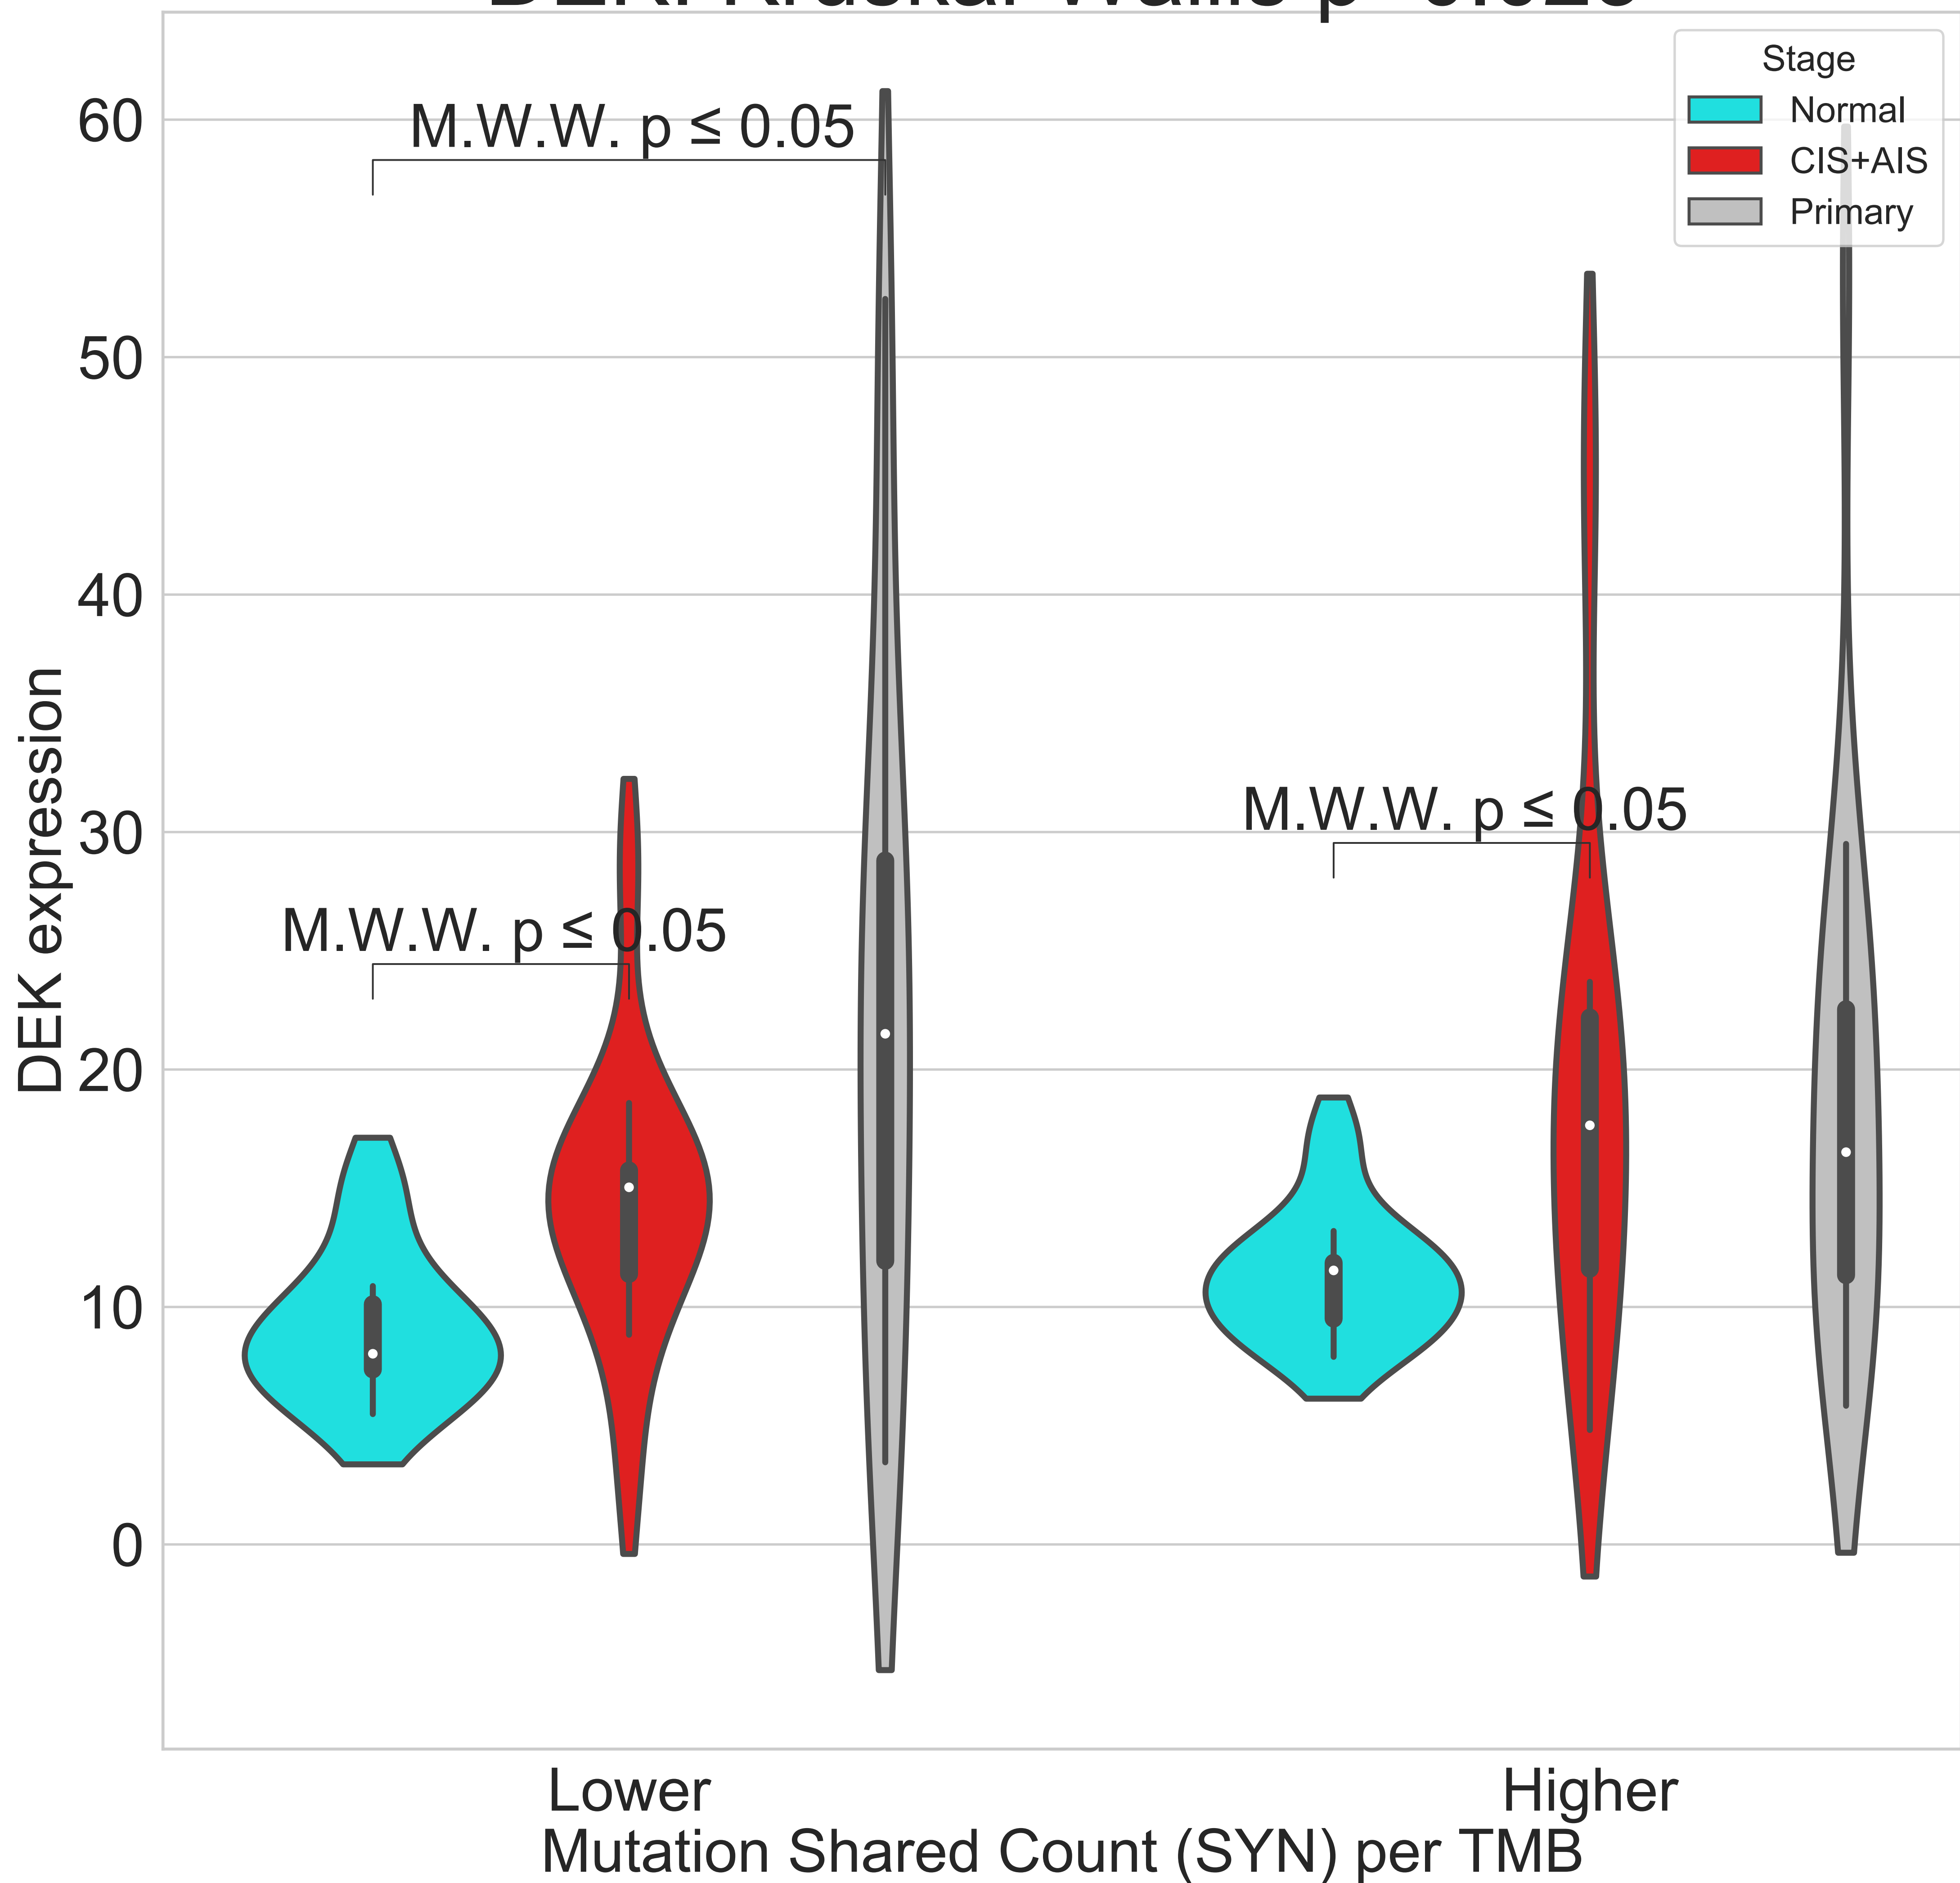 Stage
Normal
CIS+AIS
Primary
60
50
40
30
20
10
0
DEK expression
M.W.W. p ≤ 0.05
M.W.W. p ≤ 0.05
M.W.W. p ≤ 0.05
Lower
Higher
Mutation Shared Count (SYN) per TMB